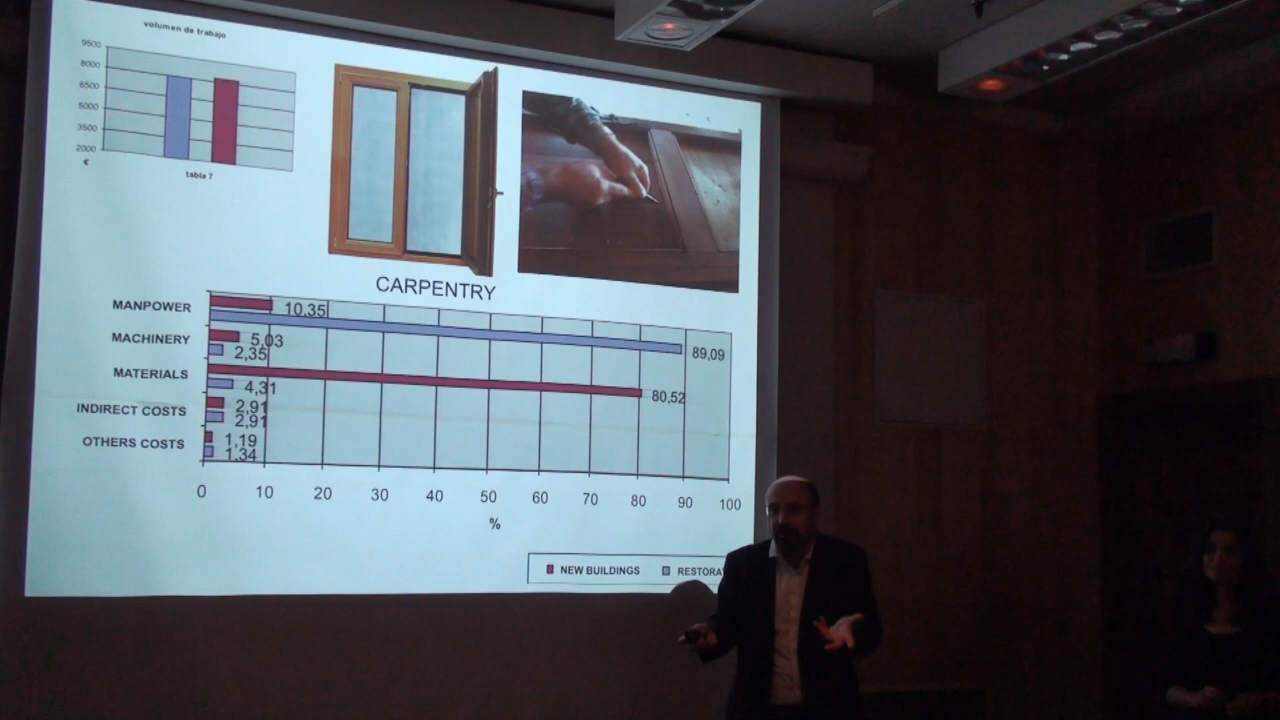 volumen de trabajo
9500
8000
6500
5000
3500
2000
€
tabla ?
CARPENTRY
MANPOWER
10,35
89,09
MACHINERY
5,03
2,35
MATERIALS
80,52
4,31
INDIRECT COSTS
2,91
2,91
OTHERS COSTS
1,19
1,34
0 10 20 30 40 50 60 70 80 90 100
%
NEW BUILDINGS RESTORA